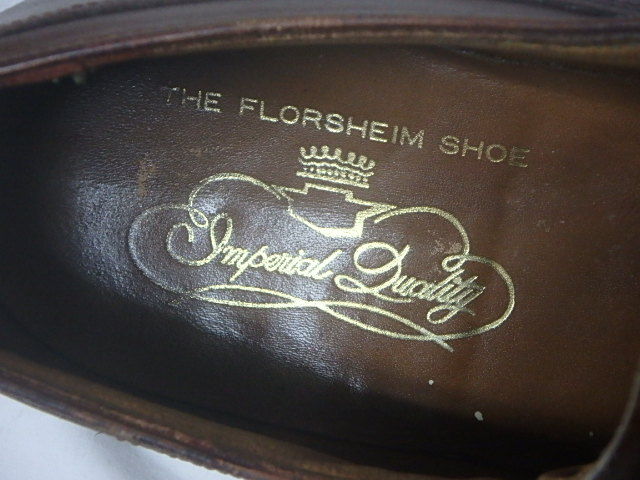 THE FLORSHEIM SHOE
Imperial Quality